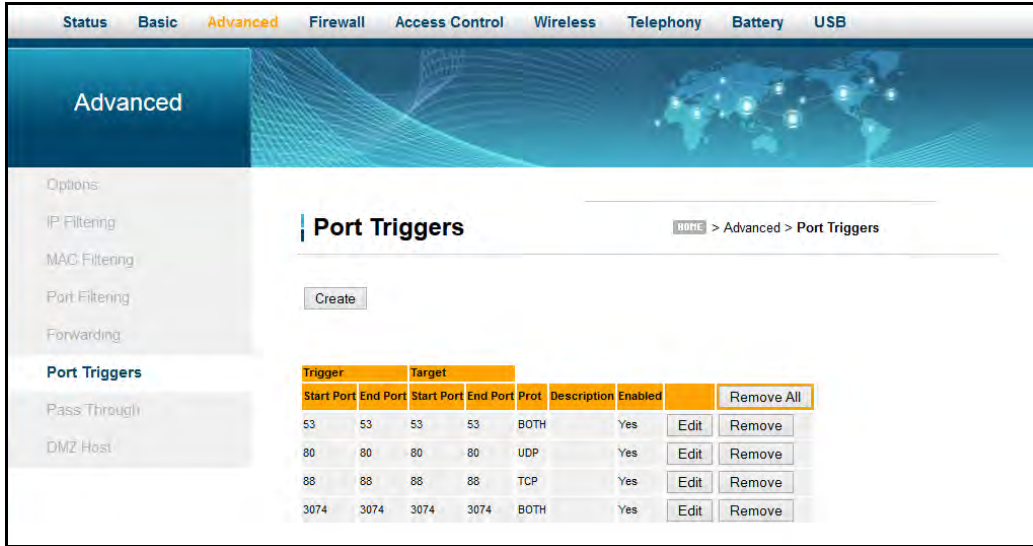 Status Basic Advanced Firewall Access Control Wireless Telephony Battery USB
Advanced
Options
IP Filtering
MAC Filtering
Port Filtering
Forwarding
Port Triggers
Pass Through
DMZ Host
Port Triggers
HOME > Advanced > Port Triggers
Create
Trigger Target
Start Port End Port Start Port End Port Prot Description Enabled Remove All
53 53 53 53 BOTH Yes Edit Remove
80 80 80 80 UDP Yes Edit Remove
88 88 88 88 TCP Yes Edit Remove
3074 3074 3074 3074 BOTH Yes Edit Remove